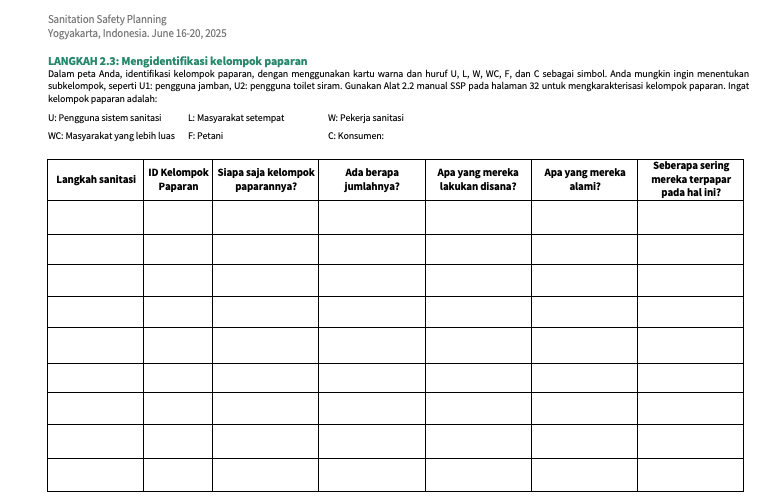 Sanitation Safety Planning
Yogyakarta, Indonesia. June 16-20, 2025
LANGKAH 2.3: Mengidentifikasi kelompok paparan
Dalam peta Anda, identifikasi kelompok paparan, dengan menggunakan kartu warna dan huruf U, L, W, WC, F, dan C sebagai simbol. Anda mungkin ingin menentukan
subkelompok, seperti U1: pengguna jamban, U2: pengguna toilet siram. Gunakan Alat 2.2 manual SSP pada halaman 32 untuk mengkarakterisasi kelompok paparan. Ingat
kelompok paparan adalah:
U: Pengguna sistem sanitasi L: Masyarakat setempat W: Pekerja sanitasi
WC: Masyarakat yang lebih luas F: Petani C: Konsumen:
Langkah sanitasi
ID Kelompok
Paparan
Siapa saja kelompok
paparannya?
Ada berapa
jumlahnya?
Apa yang mereka
lakukan disana?
Apa yang mereka
alami?
Seberapa sering
mereka terpapar
pada hal ini?